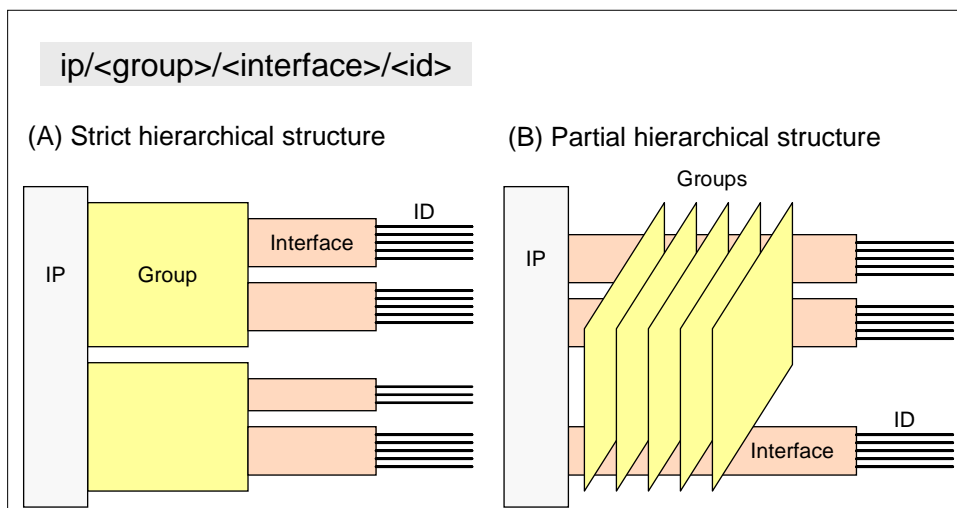 ip/<group>/<interface>/<id>
(A) Strict hierarchical structure
ID
Interface
IP
Group
(B) Partial hierarchical structure
Groups
IP
ID
Interface